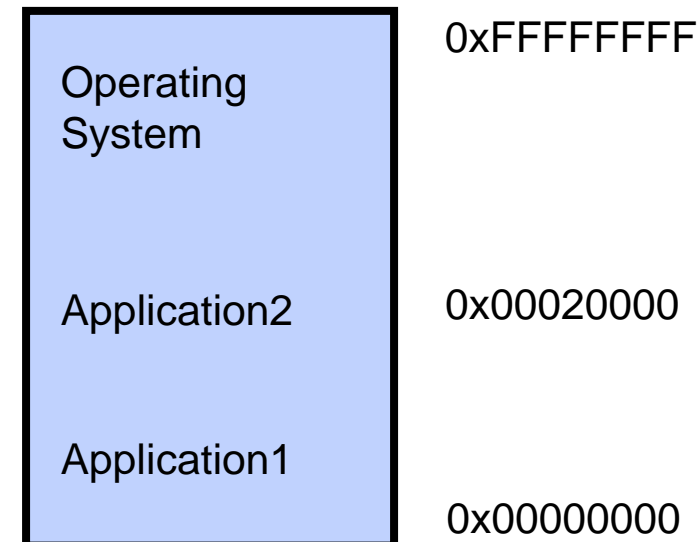 0xFFFFFFFF
Operating
System
Application2
0x00020000
Application1
0x00000000